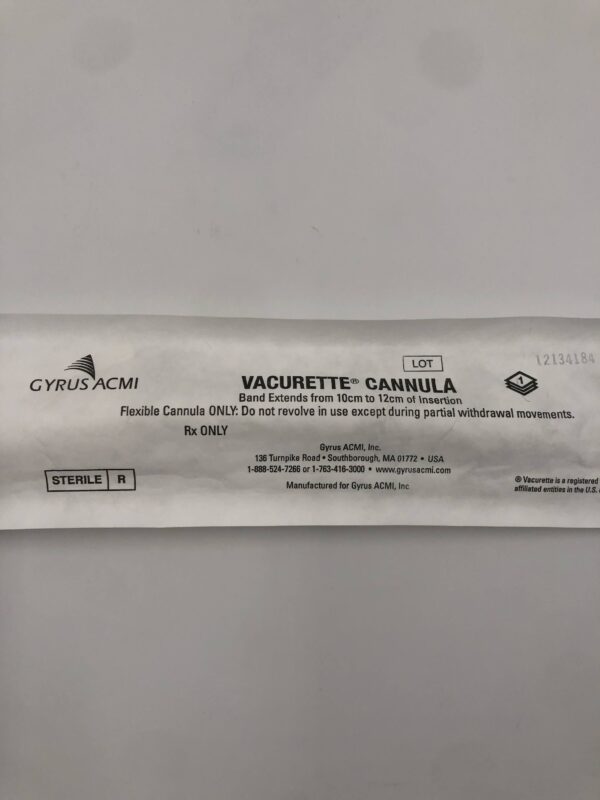 GYRUS ACMI
LOT
12134184
VACURETTE® CANNULA
1
Band Extends from 10cm to 12cm of Insertion
Flexible Cannula ONLY: Do not revolve in use except during partial withdrawal movements.
Rx ONLY
Gyrus ACMI, Inc.
136 Turnpike Road • Southborough, MA 01772 • USA
1-888-524-7266 or 1-763-416-3000 • www.gyrusacmi.com
Manufactured for Gyrus ACMI, Inc
STERILE R
® Vacurette is a registered
affiliated entities in the U.S.